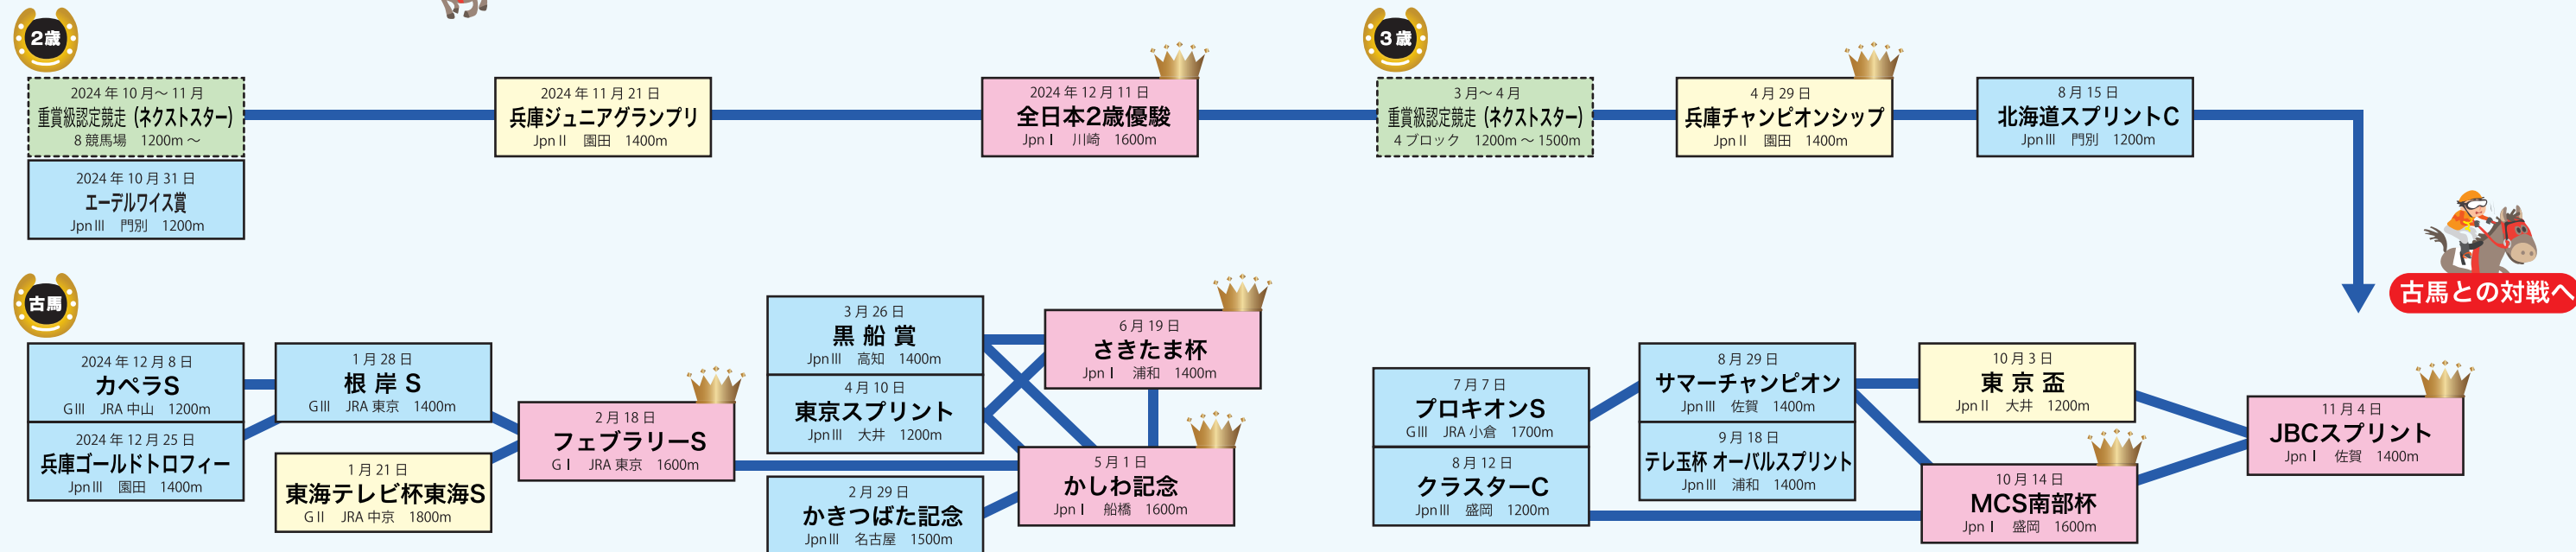 2歳
2024年10月～11月
重賞級認定競走（ネクストスター）
8競馬場　1200m～
2024年10月31日
エーデルワイス賞
JpnⅢ　門別　1200m
2024年11月21日
兵庫ジュニアグランプリ
JpnⅡ　園田　1400m
2024年12月11日
全日本2歳優駿
JpnⅠ　川崎　1600m
3歳
3月～4月
重賞級認定競走（ネクストスター）
4ブロック　1200m～1500m
4月29日
兵庫チャンピオンシップ
JpnⅡ　園田　1400m
8月15日
北海道スプリントC
JpnⅢ　門別　1200m
古馬との対戦へ
古馬
2024年12月8日
カペラS
GⅢ　JRA中山　1200m
2024年12月25日
兵庫ゴールドトロフィー
JpnⅢ　園田　1400m
1月28日
根岸S
GⅢ　JRA東京　1400m
1月21日
東海テレビ杯東海S
GⅡ　JRA中京　1800m
2月18日
フェブラリーS
GⅠ　JRA東京　1600m
3月26日
黒船賞
JpnⅢ　高知　1400m
4月10日
東京スプリント
JpnⅢ　大井　1200m
2月29日
かきつばた記念
JpnⅢ　名古屋　1500m
6月19日
さきたま杯
JpnⅠ　浦和　1400m
5月1日
かしわ記念
JpnⅠ　船橋　1600m
7月7日
プロキオンS
GⅢ　JRA小倉　1700m
8月12日
クラスターC
JpnⅢ　盛岡　1200m
8月29日
サマーチャンピオン
JpnⅢ　佐賀　1400m
9月18日
テレ玉杯 オーバルスプリント
JpnⅢ　浦和　1400m
10月3日
東京盃
JpnⅡ　大井　1200m
10月14日
MCS南部杯
JpnⅠ　盛岡　1600m
11月4日
JBCスプリント
JpnⅠ　佐賀　1400m